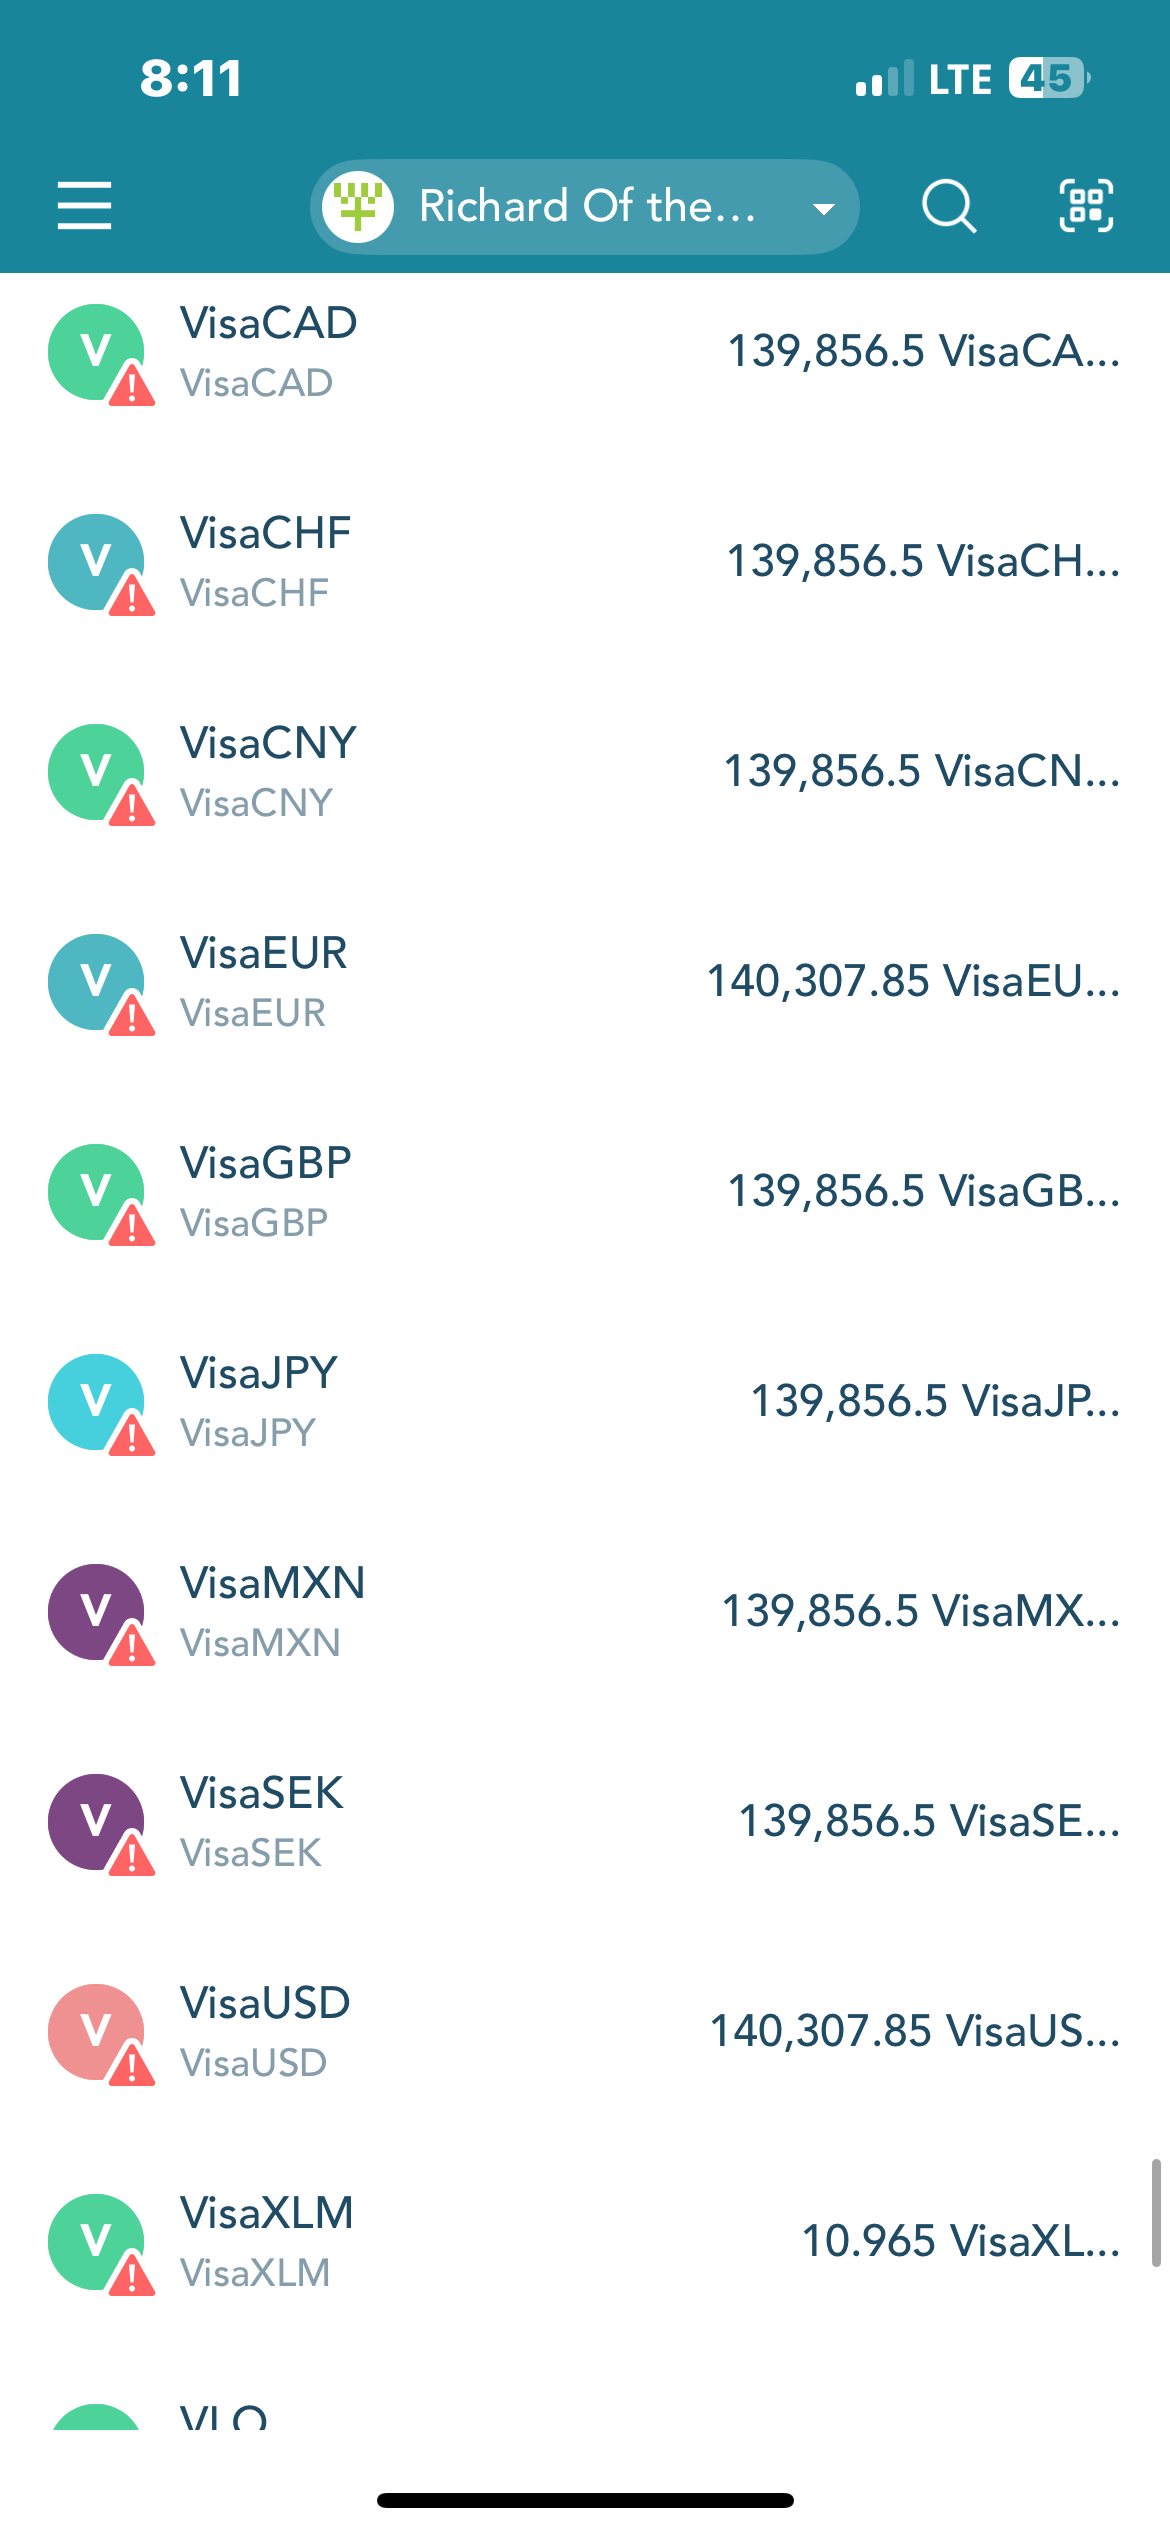 8:11
LTE 45
Richard Of the...
V
VisaCAD
VisaCAD
139,856.5 VisaCA...
V
VisaCHF
VisaCHF
139,856.5 VisaCH...
V
VisaCNY
VisaCNY
139,856.5 VisaCN...
V
VisaEUR
VisaEUR
140,307.85 VisaEU...
V
VisaGBP
VisaGBP
139,856.5 VisaGB...
V
VisaJPY
VisaJPY
139,856.5 VisaJP...
V
VisaMXN
VisaMXN
139,856.5 VisaMX...
V
VisaSEK
VisaSEK
139,856.5 VisaSE...
V
VisaUSD
VisaUSD
140,307.85 VisaUS...
V
VisaXLM
VisaXLM
10.965 VisaXL...